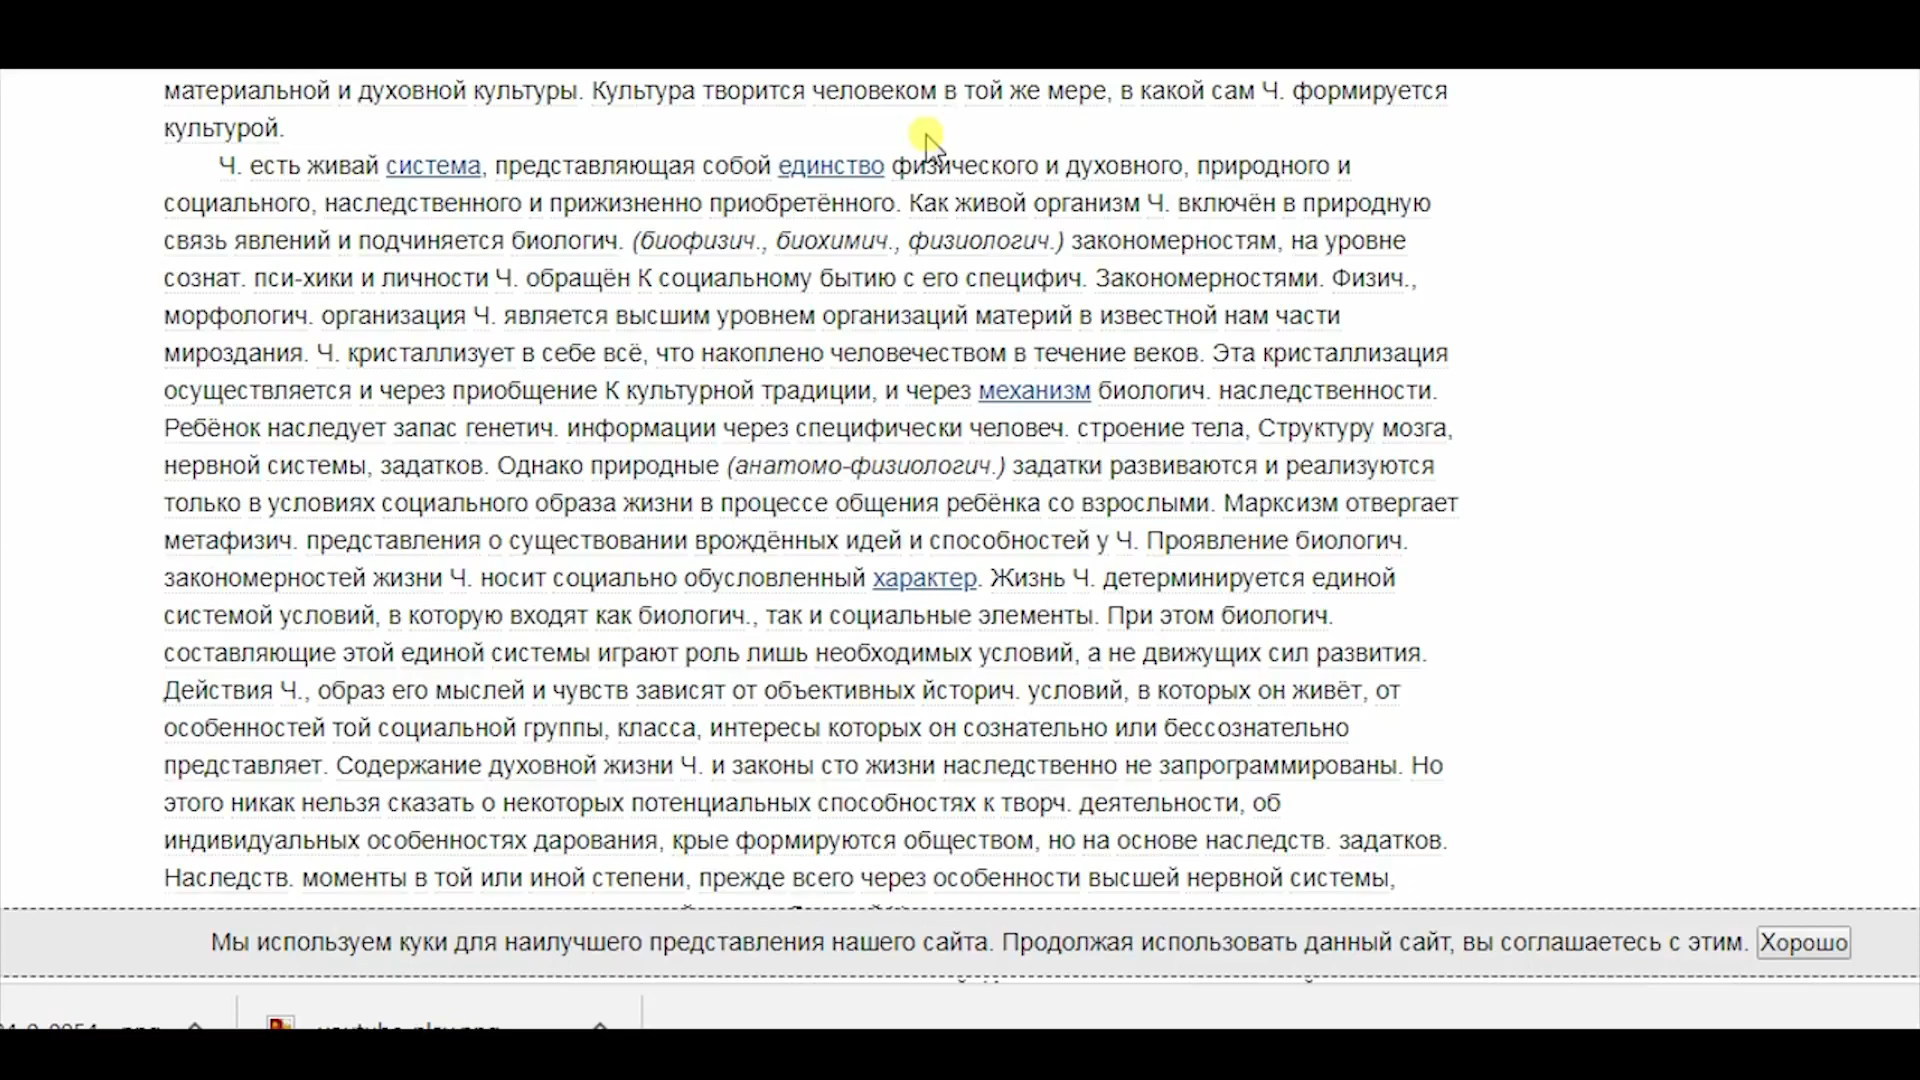 материальной и духовной культуры. Культура творится человеком в той же мере, в какой сам Ч. формируется
культурой.
Ч. есть живай система, представляющая собой единство физического и духовного, природного и
социального, наследственного и прижизненно приобретённого. Как живой организм Ч. включён в природную
связь явлений и подчиняется биологич. (биофизич., биохимич., физиологич.) закономерностям, на уровне
сознат. пси-хики и личности Ч. обращён К социальному бытию с его специфич. Закономерностями. Физич.,
морфологич. организация Ч. является высшим уровнем организаций материй в известной нам части
мироздания. Ч. кристаллизует в себе всё, что накоплено человечеством в течение веков. Эта кристаллизация
осуществляется и через приобщение К культурной традиции, и через механизм биологич. наследственности.
Ребёнок наследует запас генетич. информации через специфически человеч. строение тела, Структуру мозга,
нервной системы, задатков. Однако природные (анатомо-физиологич.) задатки развиваются и реализуются
только в условиях социального образа жизни в процессе общения ребёнка со взрослыми. Марксизм отвергает
метафизич. представления о существовании врождённых идей и способностей у Ч. Проявление биологич.
закономерностей жизни Ч. носит социально обусловленный характер. Жизнь Ч. детерминируется единой
системой условий, в которую входят как биологич., так и социальные элементы. При этом биологич.
составляющие этой единой системы играют роль лишь необходимых условий, а не движущих сил развития.
Действия Ч., образ его мыслей и чувств зависят от объективных йсторич. условий, в которых он живёт, от
особенностей той социальной группы, класса, интересы которых он сознательно или бессознательно
представляет. Содержание духовной жизни Ч. и законы сто жизни наследственно не запрограммированы. Но
этого никак нельзя сказать о некоторых потенциальных способностях к творч. деятельности, об
индивидуальных особенностях дарования, крые формируются обществом, но на основе наследств. задатков.
Наследств. моменты в той или иной степени, прежде всего через особенности высшей нервной системы,
Мы используем куки для наилучшего представления нашего сайта. Продолжая использовать данный сайт, вы соглашаетесь с этим. Хорошо